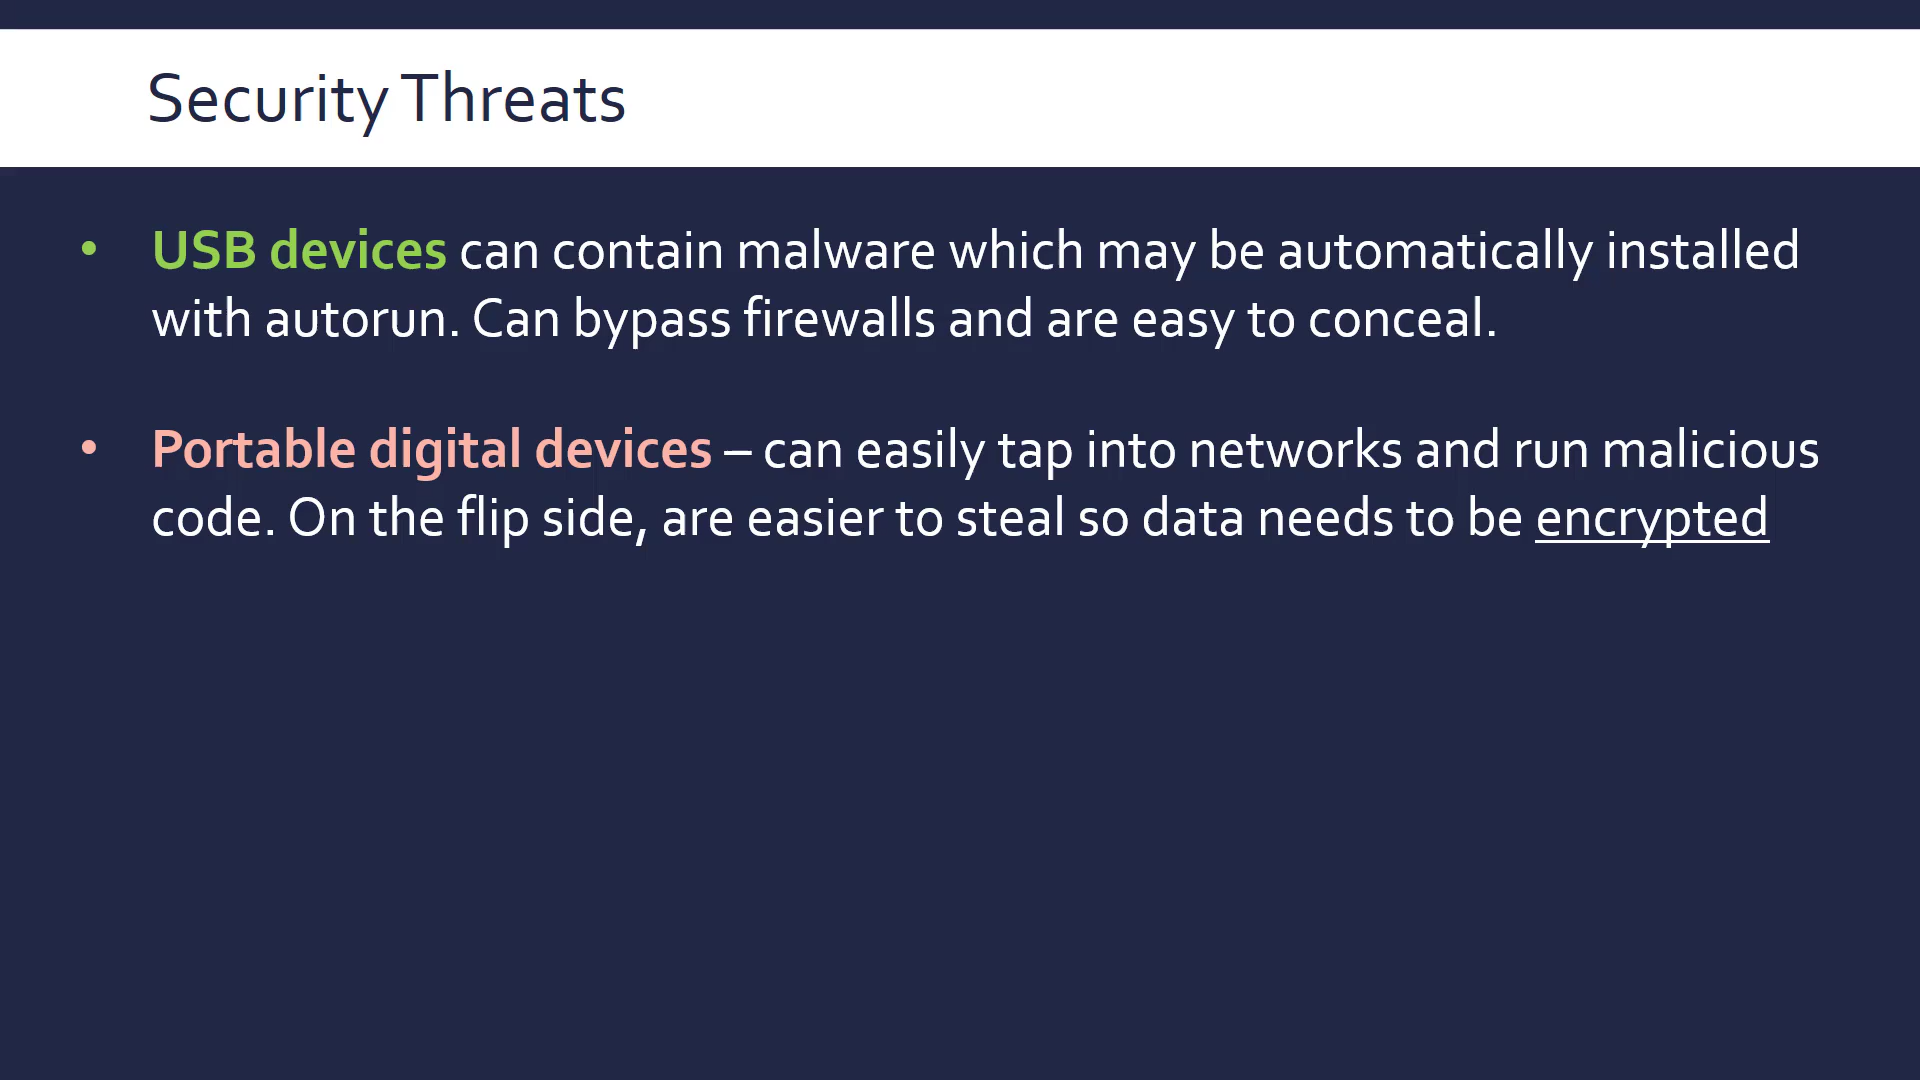 Security Threats
• USB devices can contain malware which may be automatically installed
with autorun. Can bypass firewalls and are easy to conceal.
• Portable digital devices – can easily tap into networks and run malicious
code. On the flip side, are easier to steal so data needs to be encrypted